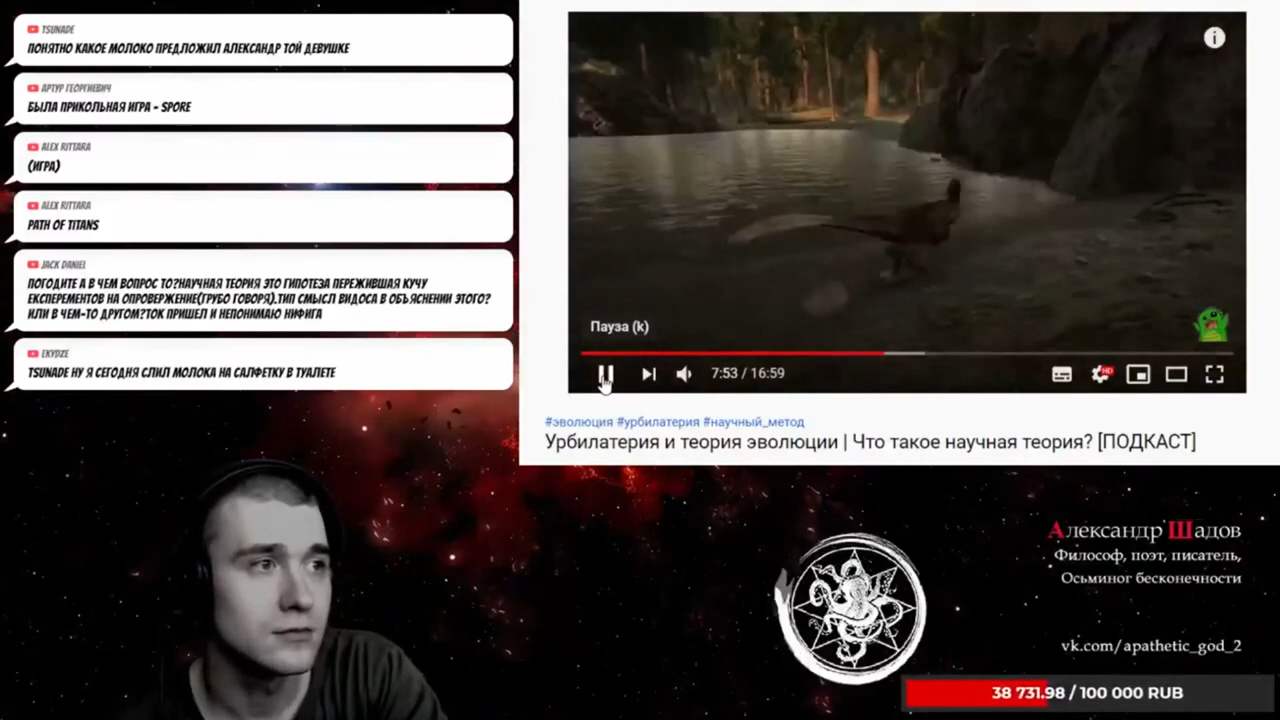 TSUNADE
ПОНЯТНО КАКОЕ МОЛОКО ПРЕДЛОЖИЛ АЛЕКСАНДР ТОЙ ДЕВУШКЕ
АРТУР ГЕОРГИЕВИЧ
БЫЛА ПРИКОЛЬНАЯ ИГРА - SPORE
ALEX RITTARA
(ИГРА)
ALEX RITTARA
PATH OF TITANS
JACK DANIEL
ПОГОДИТЕ А В ЧЕМ ВОПРОС ТО?НАУЧНАЯ ТЕОРИЯ ЭТО ГИПОТЕЗА ПЕРЕЖИВШАЯ КУЧУ
ЕКСПЕРЕМЕНТОВ НА ОПРОВЕРЖЕНИЕ(ГРУБО ГОВОРЯ).ТИП СМЫСЛ ВИДОСА В ОБЪЯСНЕНИИ ЭТОГО?
ИЛИ В ЧЕМ-ТО ДРУГОМ?ТОК ПРИШЕЛ И НЕПОНИМАЮ НИФИГА
EKYDZE
TSUNADE НУ Я СЕГОДНЯ СЛИЛ МОЛОКА НА САЛФЕТКУ В ТУАЛЕТЕ
Пауза (k)
7:53 / 16:59
HD
#эволюция #урбилатерия #научный_метод
Урбилатерия и теория эволюции | Что такое научная теория? [ПОДКАСТ]
Александр Шадов
Философ, поэт, писатель,
Осьминог бесконечности
vk.com/apathetic_god_2
38 731.98 / 100 000 RUB